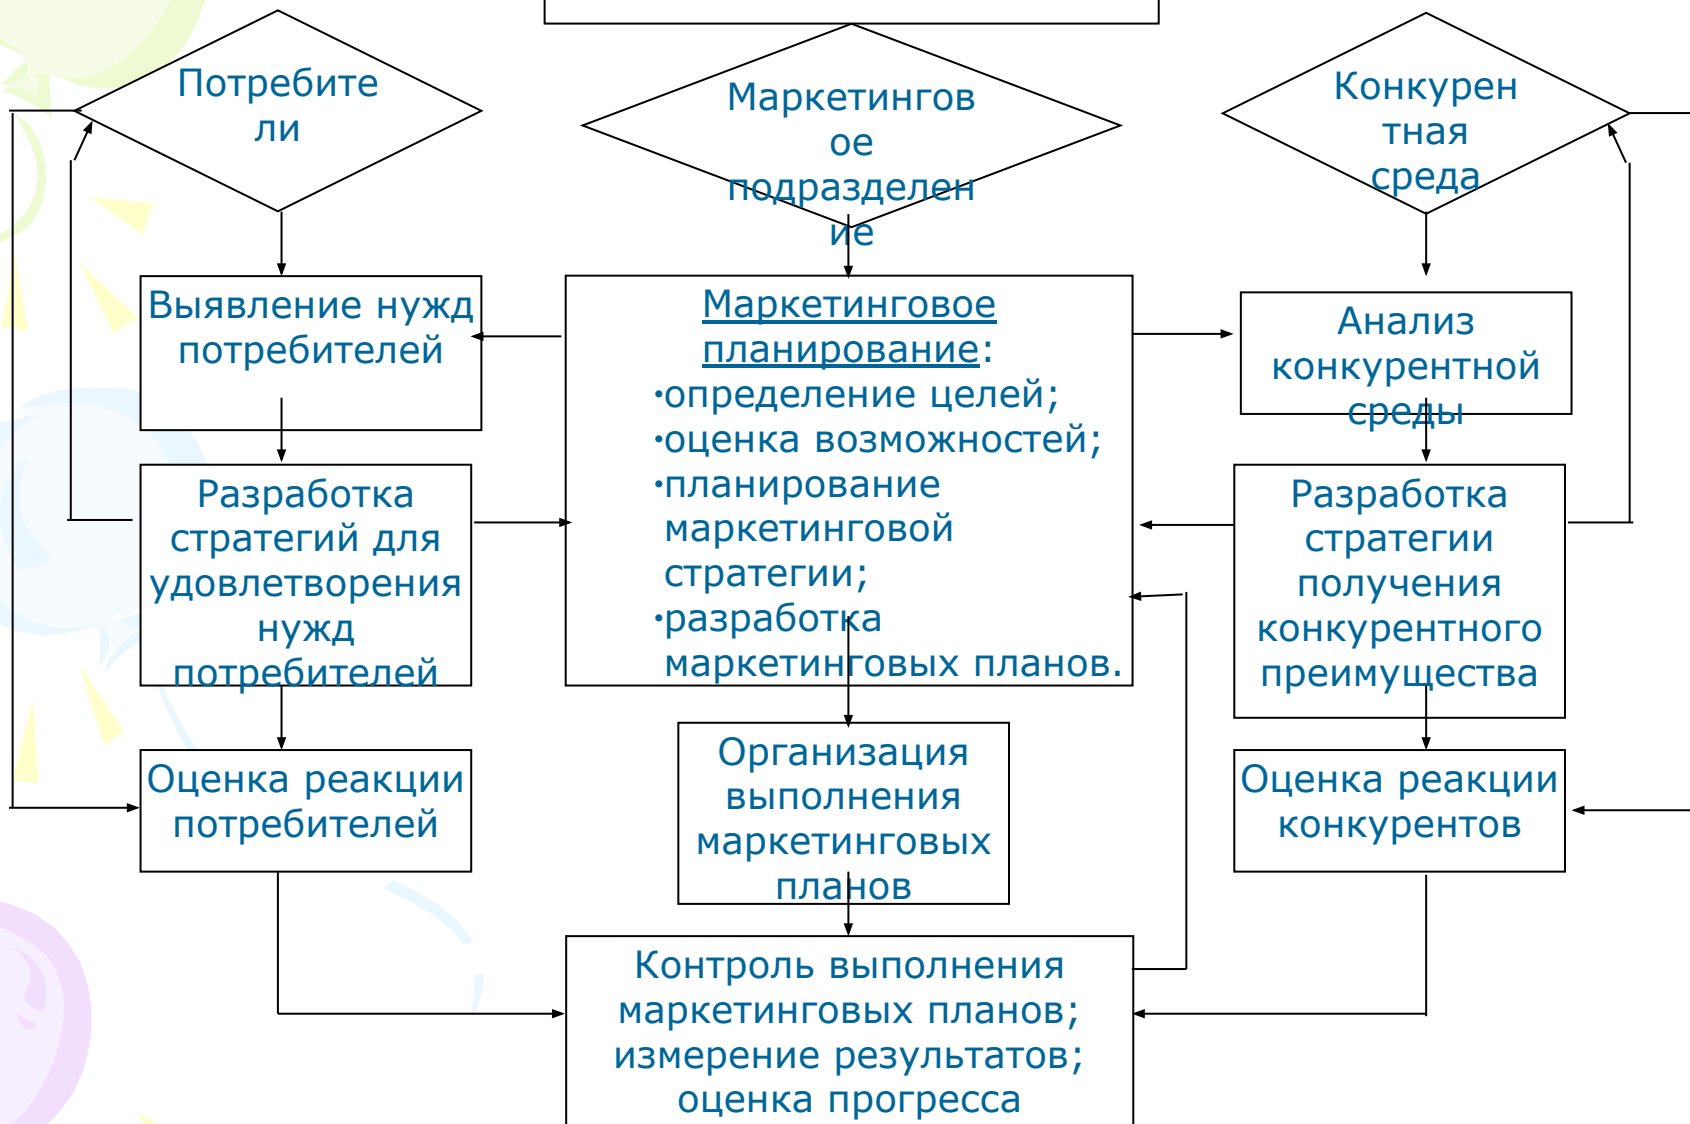 Потребите
ли
Маркетингов
ое
подразделен
ие
Конкурен
тная
среда
Выявление нужд
потребителей
Маркетинговое
планирование:
•определение целей;
•оценка возможностей;
•планирование
маркетинговой
стратегии;
•разработка
маркетинговых планов.
Анализ
конкурентной
среды
Разработка
стратегий для
удовлетворения
нужд
потребителей
Разработка
стратегии
получения
конкурентного
преимущества
Оценка реакции
потребителей
Организация
выполнения
маркетинговых
планов
Оценка реакции
конкурентов
Контроль выполнения
маркетинговых планов;
измерение результатов;
оценка прогресса